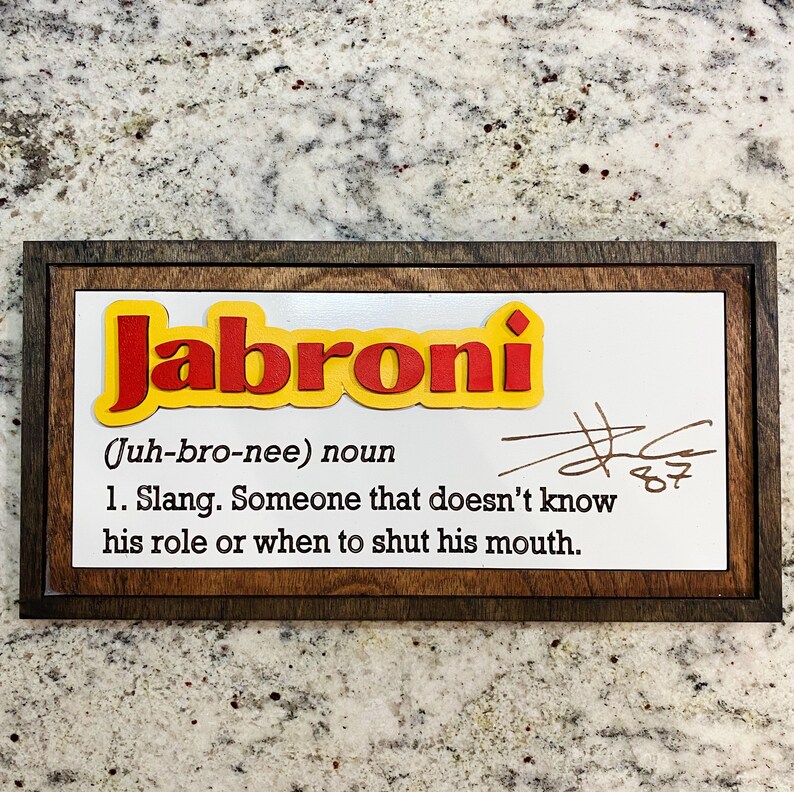 Jabroni
(Juh-bro-nee) noun
87
1. Slang. Someone that doesn't know
his role or when to shut his mouth.